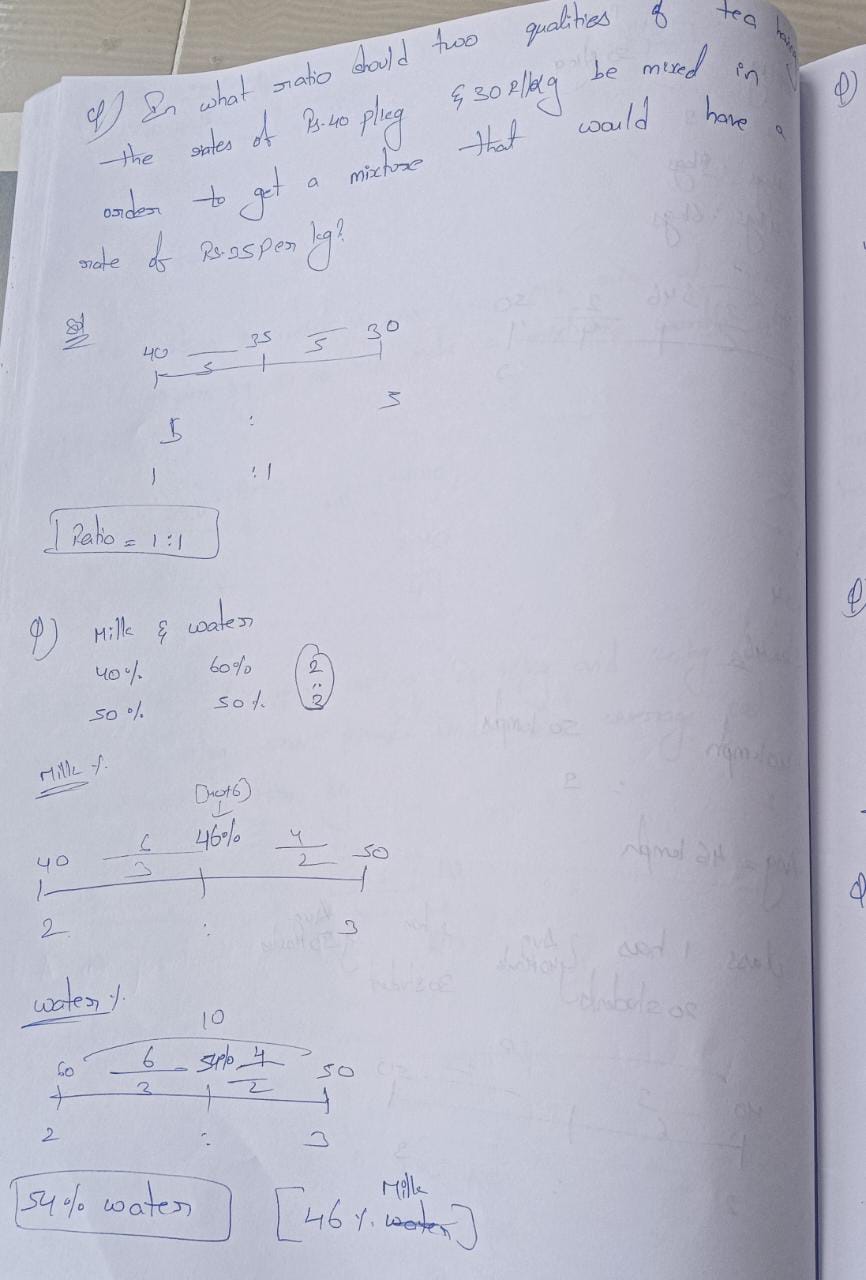 Q) In what ratio should two qualities of tea having
the rates of Rs.40 p/kg & 30 R/kg be mixed in
order to get a mixture that would have a
rate of Rs.35 per kg?
Sol
40 5 35 5 30
5 : 5
1 : 1
Ratio = 1:1
Q) Milk & water
40% 60% 2
:
50% 50% 3
Milk %
[40+6]
↓
40 6/3 46% 4/2 50
2 : 3
water %
10
60 6/3 54% 4/2 50
2 : 3
Milk
54% water [46% water]
Q)
Q)
Q)